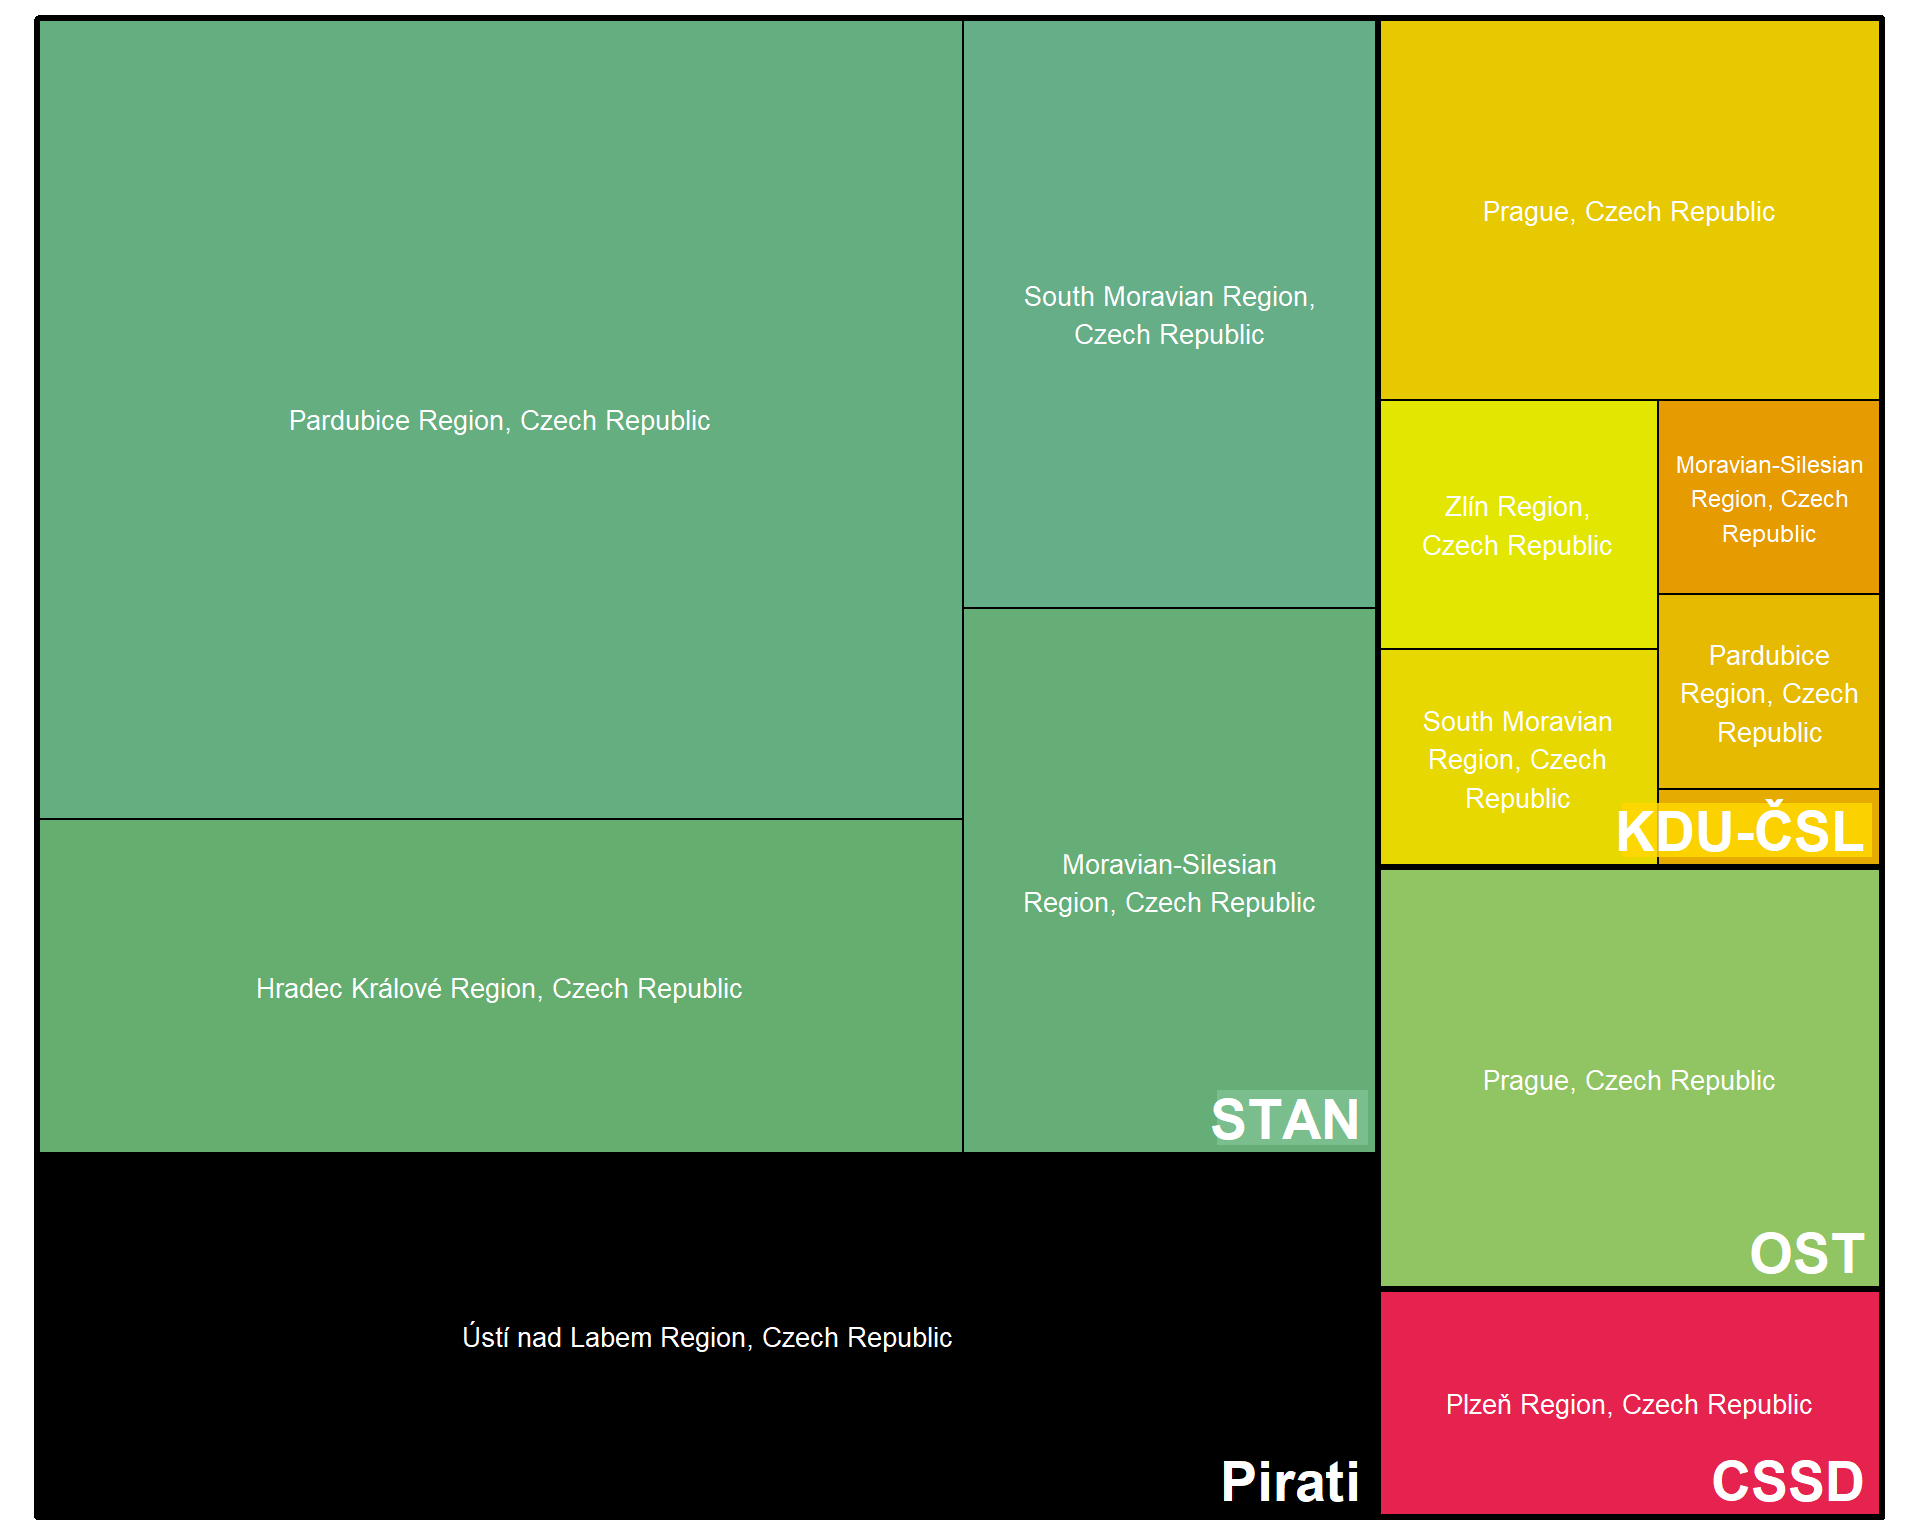 Pardubice Region, Czech Republic
Hradec Králové Region, Czech Republic
South Moravian Region,
Czech Republic
Moravian-Silesian
Region, Czech Republic
STAN
Ústí nad Labem Region, Czech Republic
Pirati
Prague, Czech Republic
Zlín Region,
Czech Republic
South Moravian
Region, Czech
Republic
Moravian-Silesian
Region, Czech
Republic
Pardubice
Region, Czech
Republic
KDU-ČSL
Prague, Czech Republic
OST
Plzeň Region, Czech Republic
CSSD